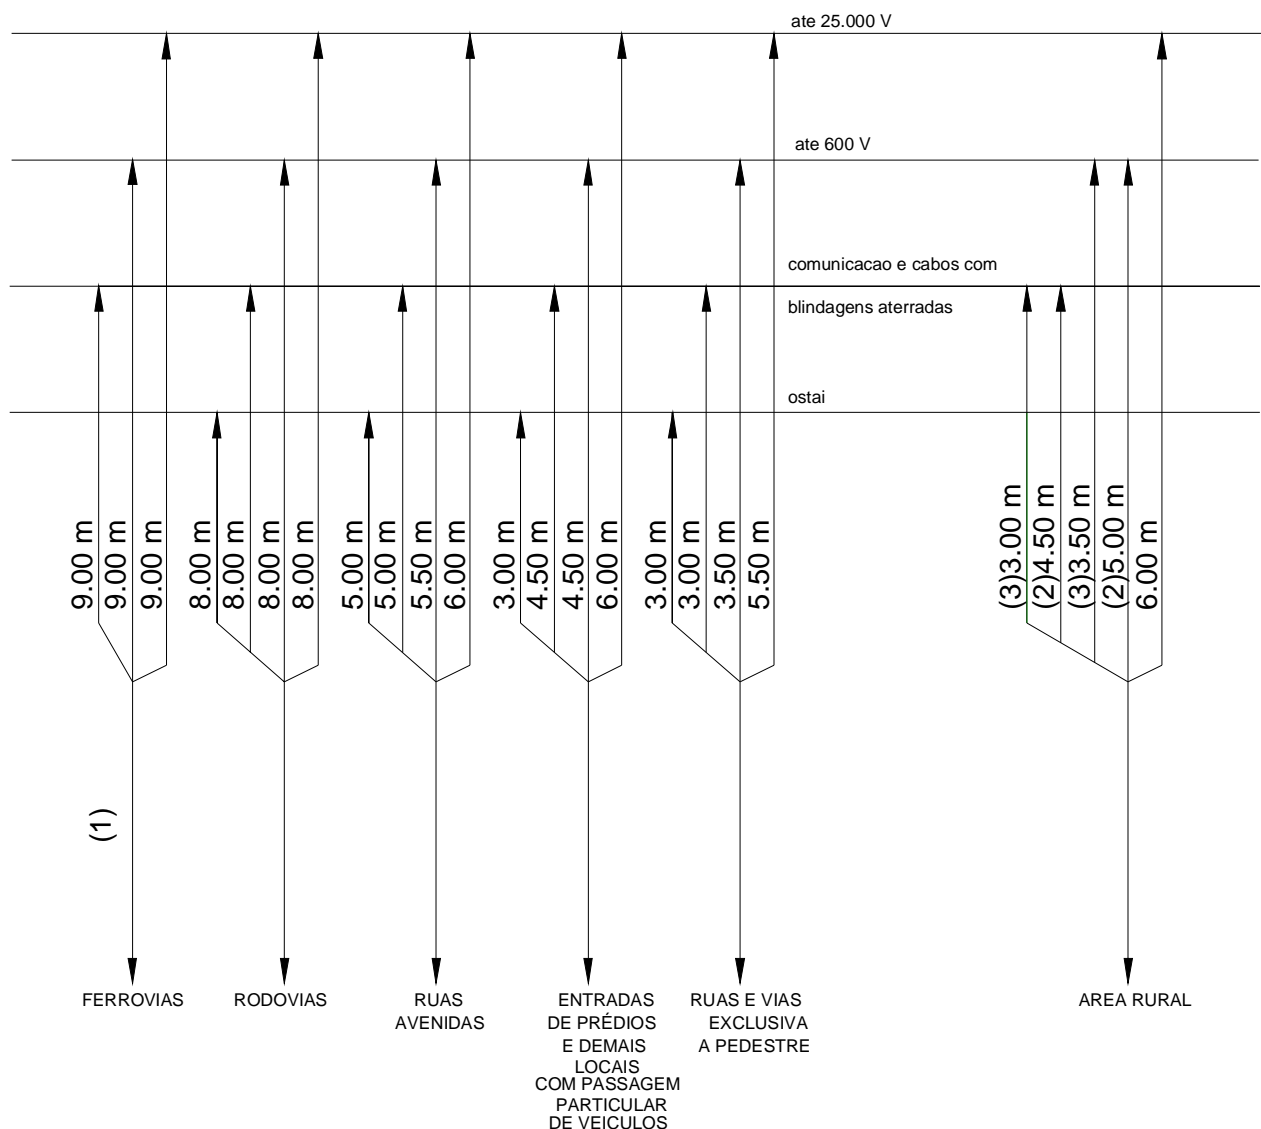 ate 25.000 V
ate 600 V
comunicacao e cabos com
blindagens aterradas
ostai
9.00 m
9.00 m
9.00 m
8.00 m
8.00 m
8.00 m
8.00 m
5.00 m
5.00 m
5.50 m
6.00 m
3.00 m
4.50 m
4.50 m
6.00 m
3.00 m
3.00 m
3.50 m
5.50 m
(3)3.00 m
(2)4.50 m
(3)3.50 m
(2)5.00 m
6.00 m
(1)
FERROVIAS
RODOVIAS
RUAS
AVENIDAS
ENTRADAS
DE PRÉDIOS
E DEMAIS
LOCAIS
COM PASSAGEM
PARTICULAR
DE VEICULOS
RUAS E VIAS
EXCLUSIVA
A PEDESTRE
AREA RURAL